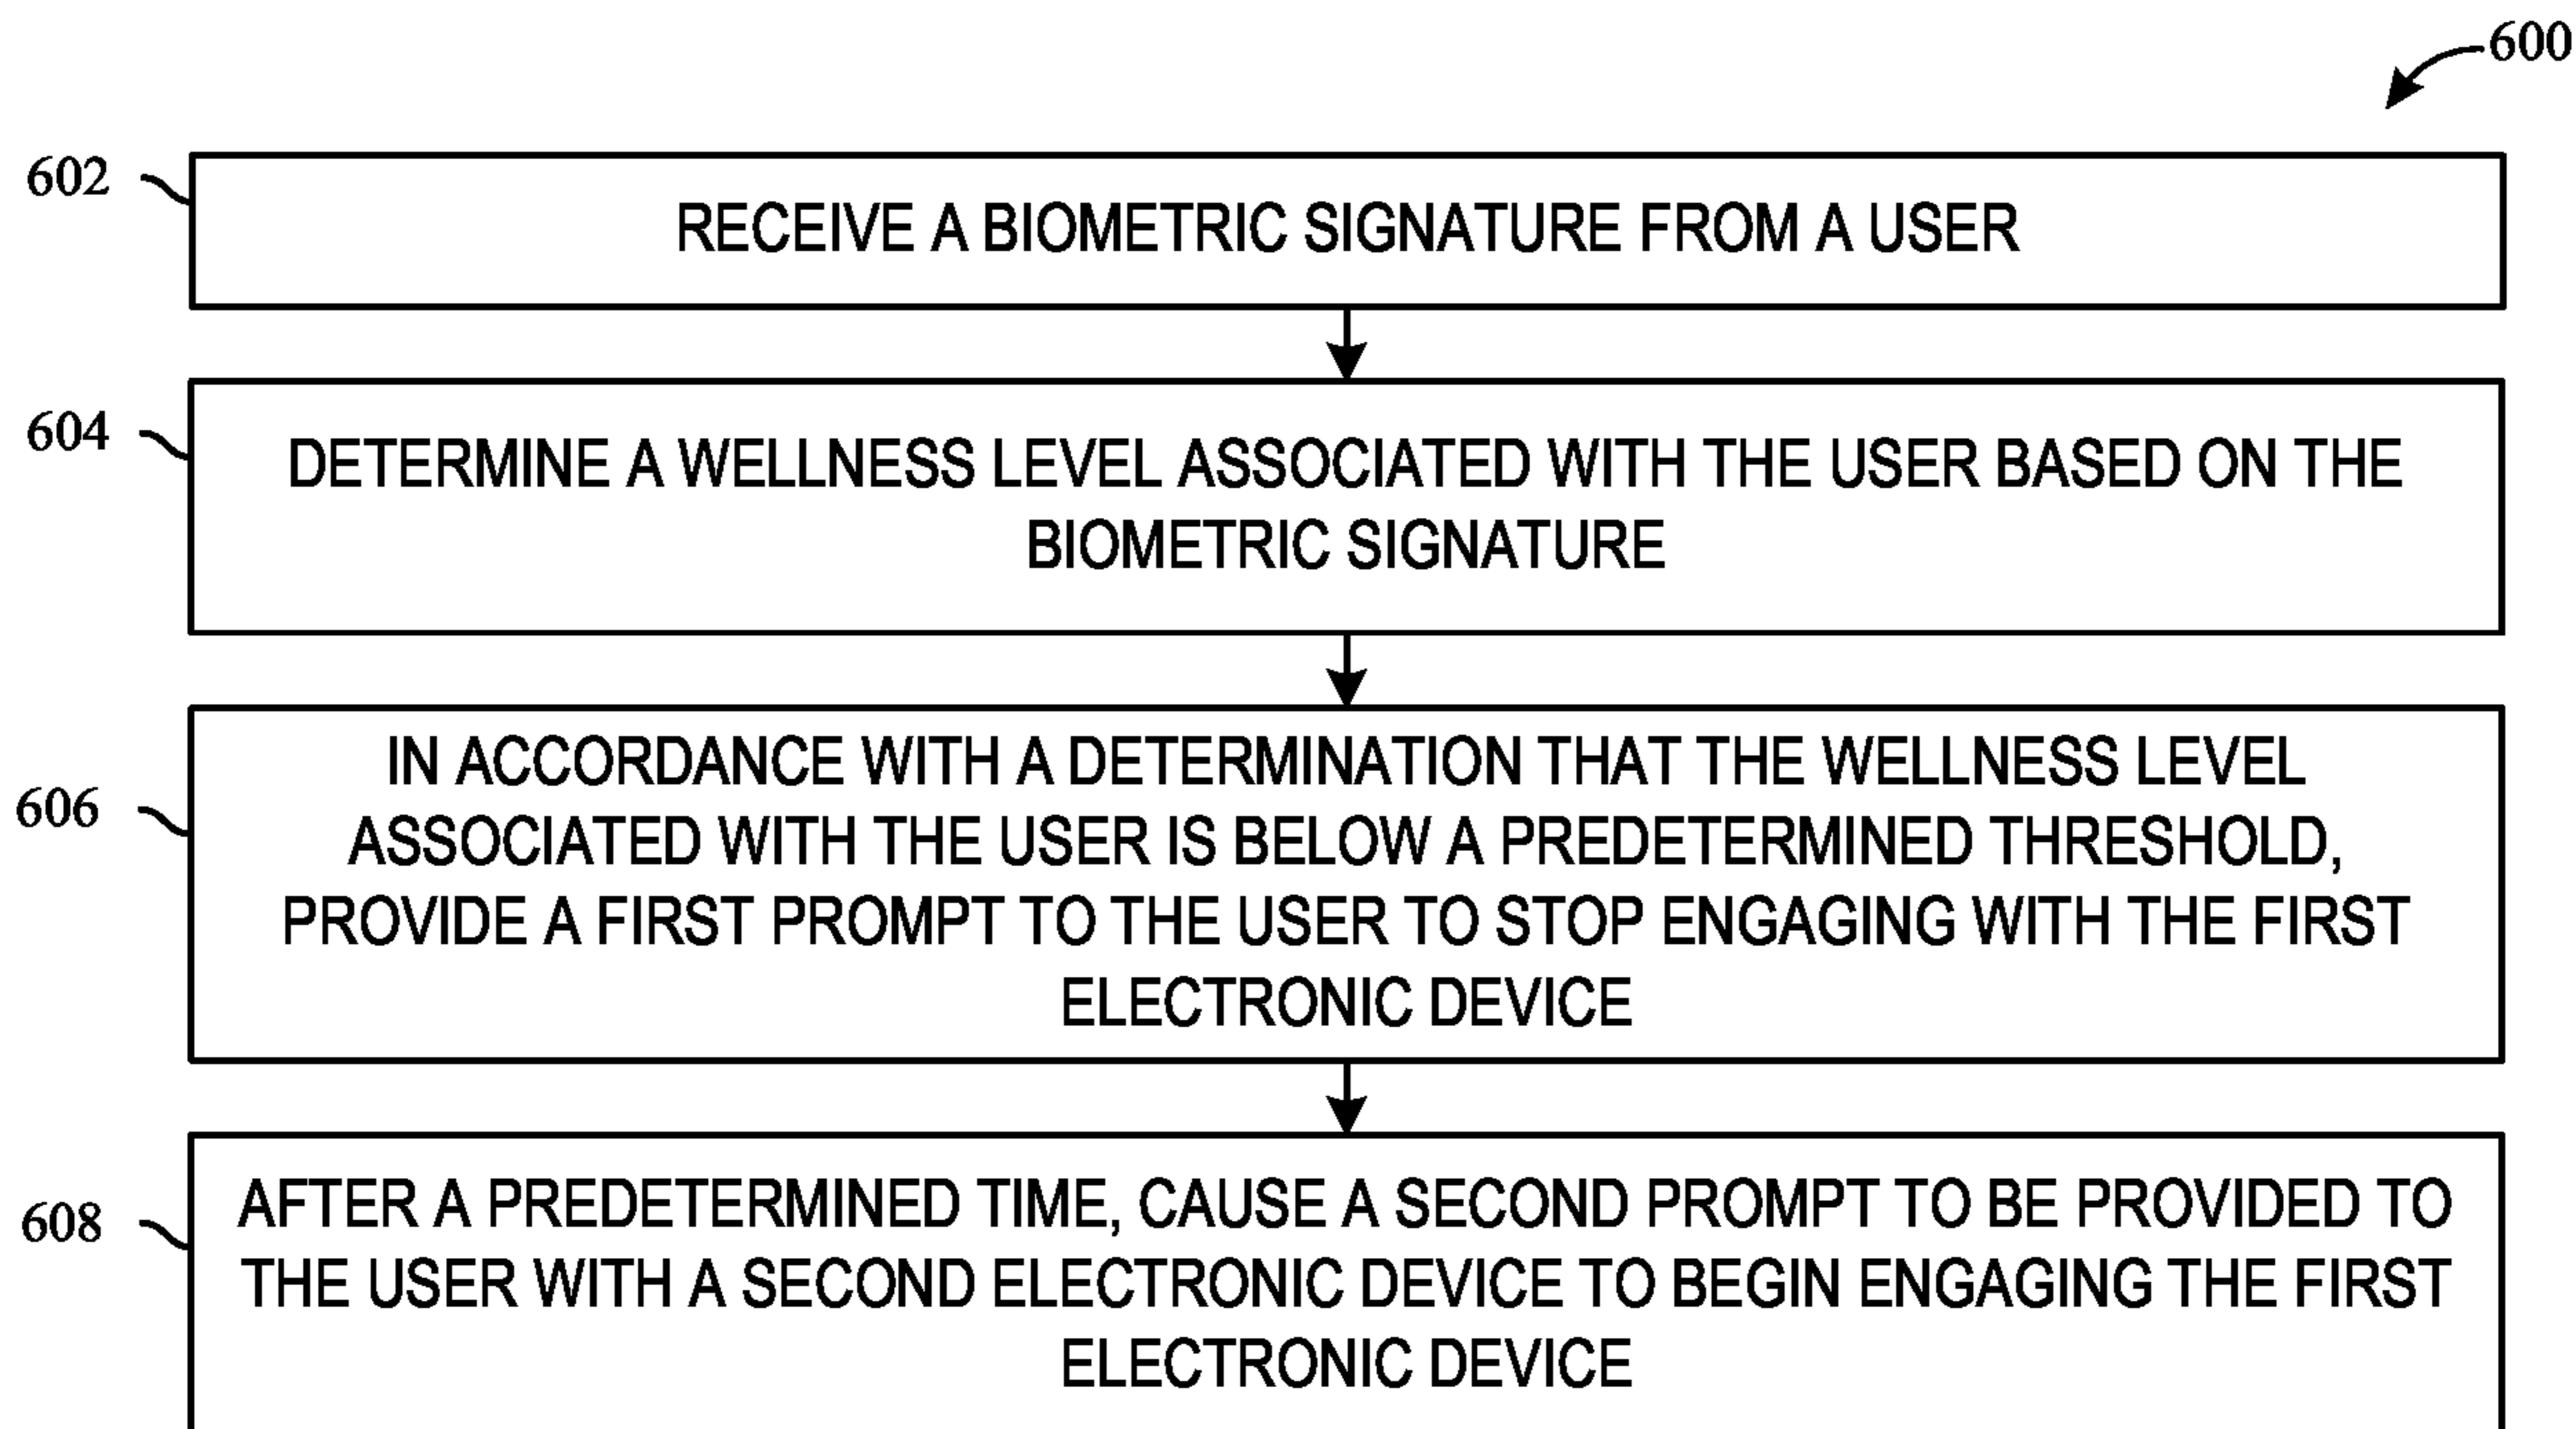 600
602
RECEIVE A BIOMETRIC SIGNATURE FROM A USER
604
DETERMINE A WELLNESS LEVEL ASSOCIATED WITH THE USER BASED ON THE
BIOMETRIC SIGNATURE
606
IN ACCORDANCE WITH A DETERMINATION THAT THE WELLNESS LEVEL
ASSOCIATED WITH THE USER IS BELOW A PREDETERMINED THRESHOLD,
PROVIDE A FIRST PROMPT TO THE USER TO STOP ENGAGING WITH THE FIRST
ELECTRONIC DEVICE
608
AFTER A PREDETERMINED TIME, CAUSE A SECOND PROMPT TO BE PROVIDED TO
THE USER WITH A SECOND ELECTRONIC DEVICE TO BEGIN ENGAGING THE FIRST
ELECTRONIC DEVICE